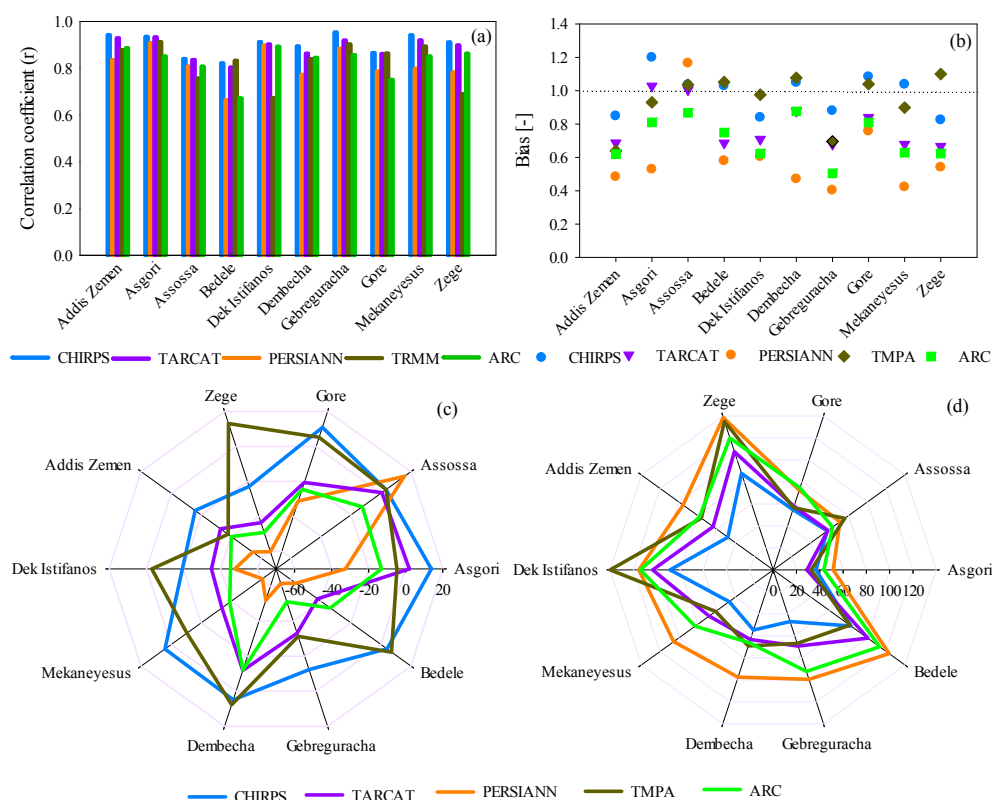 (a)
Correlation coefficient (r)
1.0
0.8
0.6
0.4
0.2
0.0
Addis Zemen
Asgori
Assossa
Bedele
Dek Istifanos
Dembecha
Gebreguracha
Gore
Mekaneyesus
Zege
CHIRPS TARCAT PERSIANN TRMM ARC
(b)
Bias [-]
1.4
1.2
1.0
0.8
0.6
0.4
0.2
0.0
Addis Zemen
Asgori
Assossa
Bedele
Dek Istifanos
Dembecha
Gebreguracha
Gore
Mekaneyesus
Zege
CHIRPS TARCAT PERSIANN TMPA ARC
(c)
Zege
Gore
Addis Zemen
Assossa
Dek Istifanos
-60 -40 -20 0 20
Asgori
Mekaneyesus
Bedele
Dembecha
Gebreguracha
(d)
Zege
Gore
Addis Zemen
Assossa
Dek Istifanos
0 20 40 60 80 100 120
Asgori
Mekaneyesus
Bedele
Dembecha
Gebreguracha
CHIRPS TARCAT PERSIANN TMPA ARC